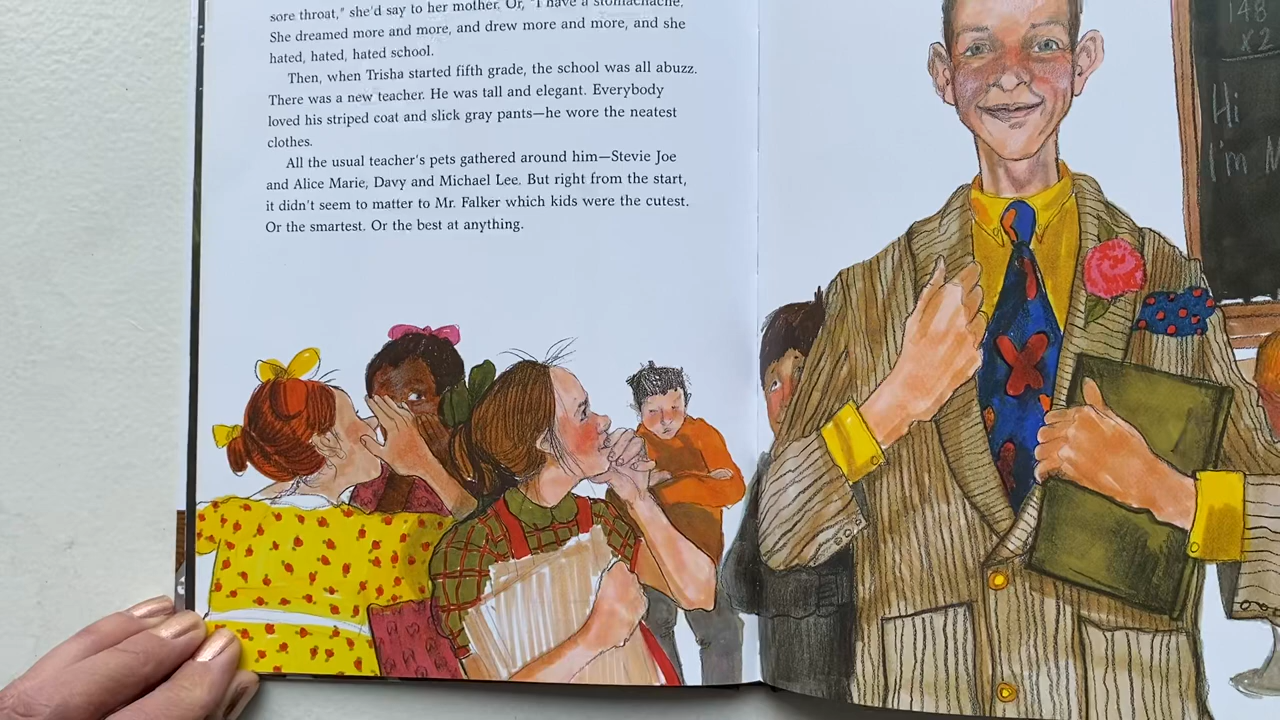 sore throat," she'd say to her mother. Or, "I have a stomachache."
She dreamed more and more, and drew more and more, and she
hated, hated, hated school.
Then, when Trisha started fifth grade, the school was all abuzz.
There was a new teacher. He was tall and elegant. Everybody
loved his striped coat and slick gray pants—he wore the neatest
clothes.
All the usual teacher's pets gathered around him—Stevie Joe
and Alice Marie, Davy and Michael Lee. But right from the start,
it didn't seem to matter to Mr. Falker which kids were the cutest.
Or the smartest. Or the best at anything.
148
x2
Hi
I'm